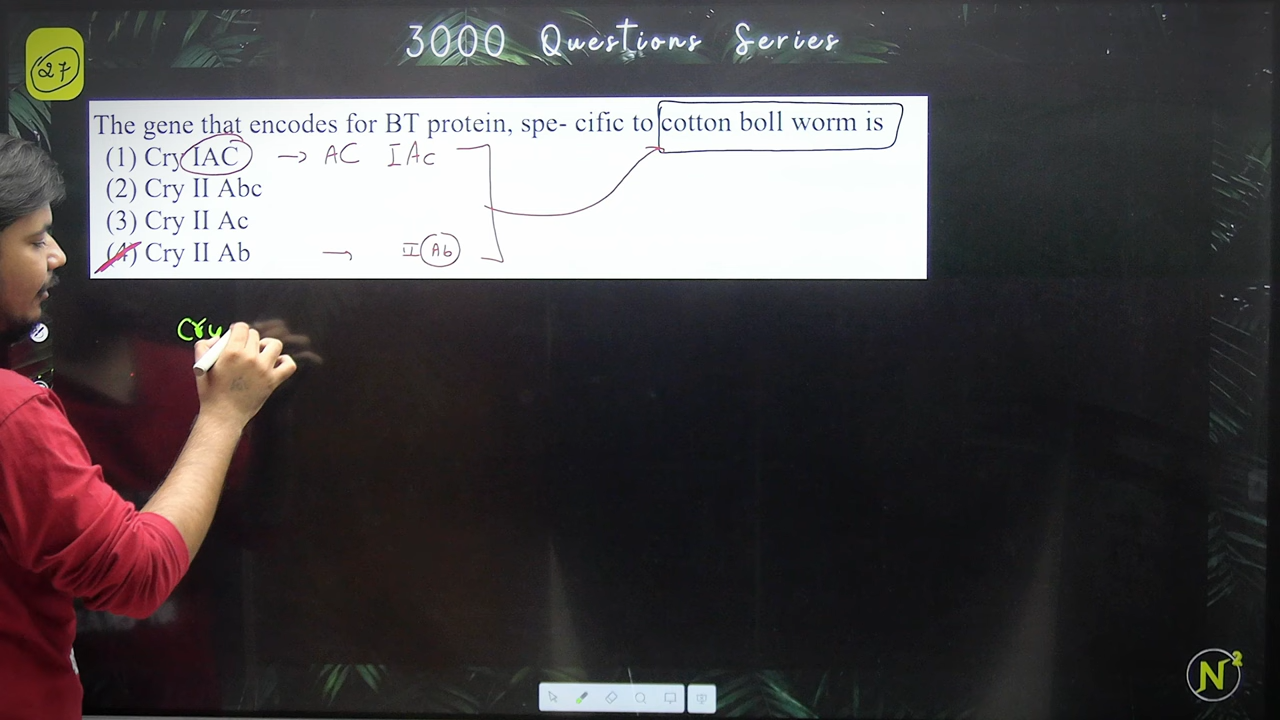 3000 Questions Series
27
The gene that encodes for BT protein, spe- cific to cotton boll worm is
(1) Cry IAC → AC IAc
(2) Cry II Abc
(3) Cry II Ac
(4) Cry II Ab → II Ab
Cry
N²